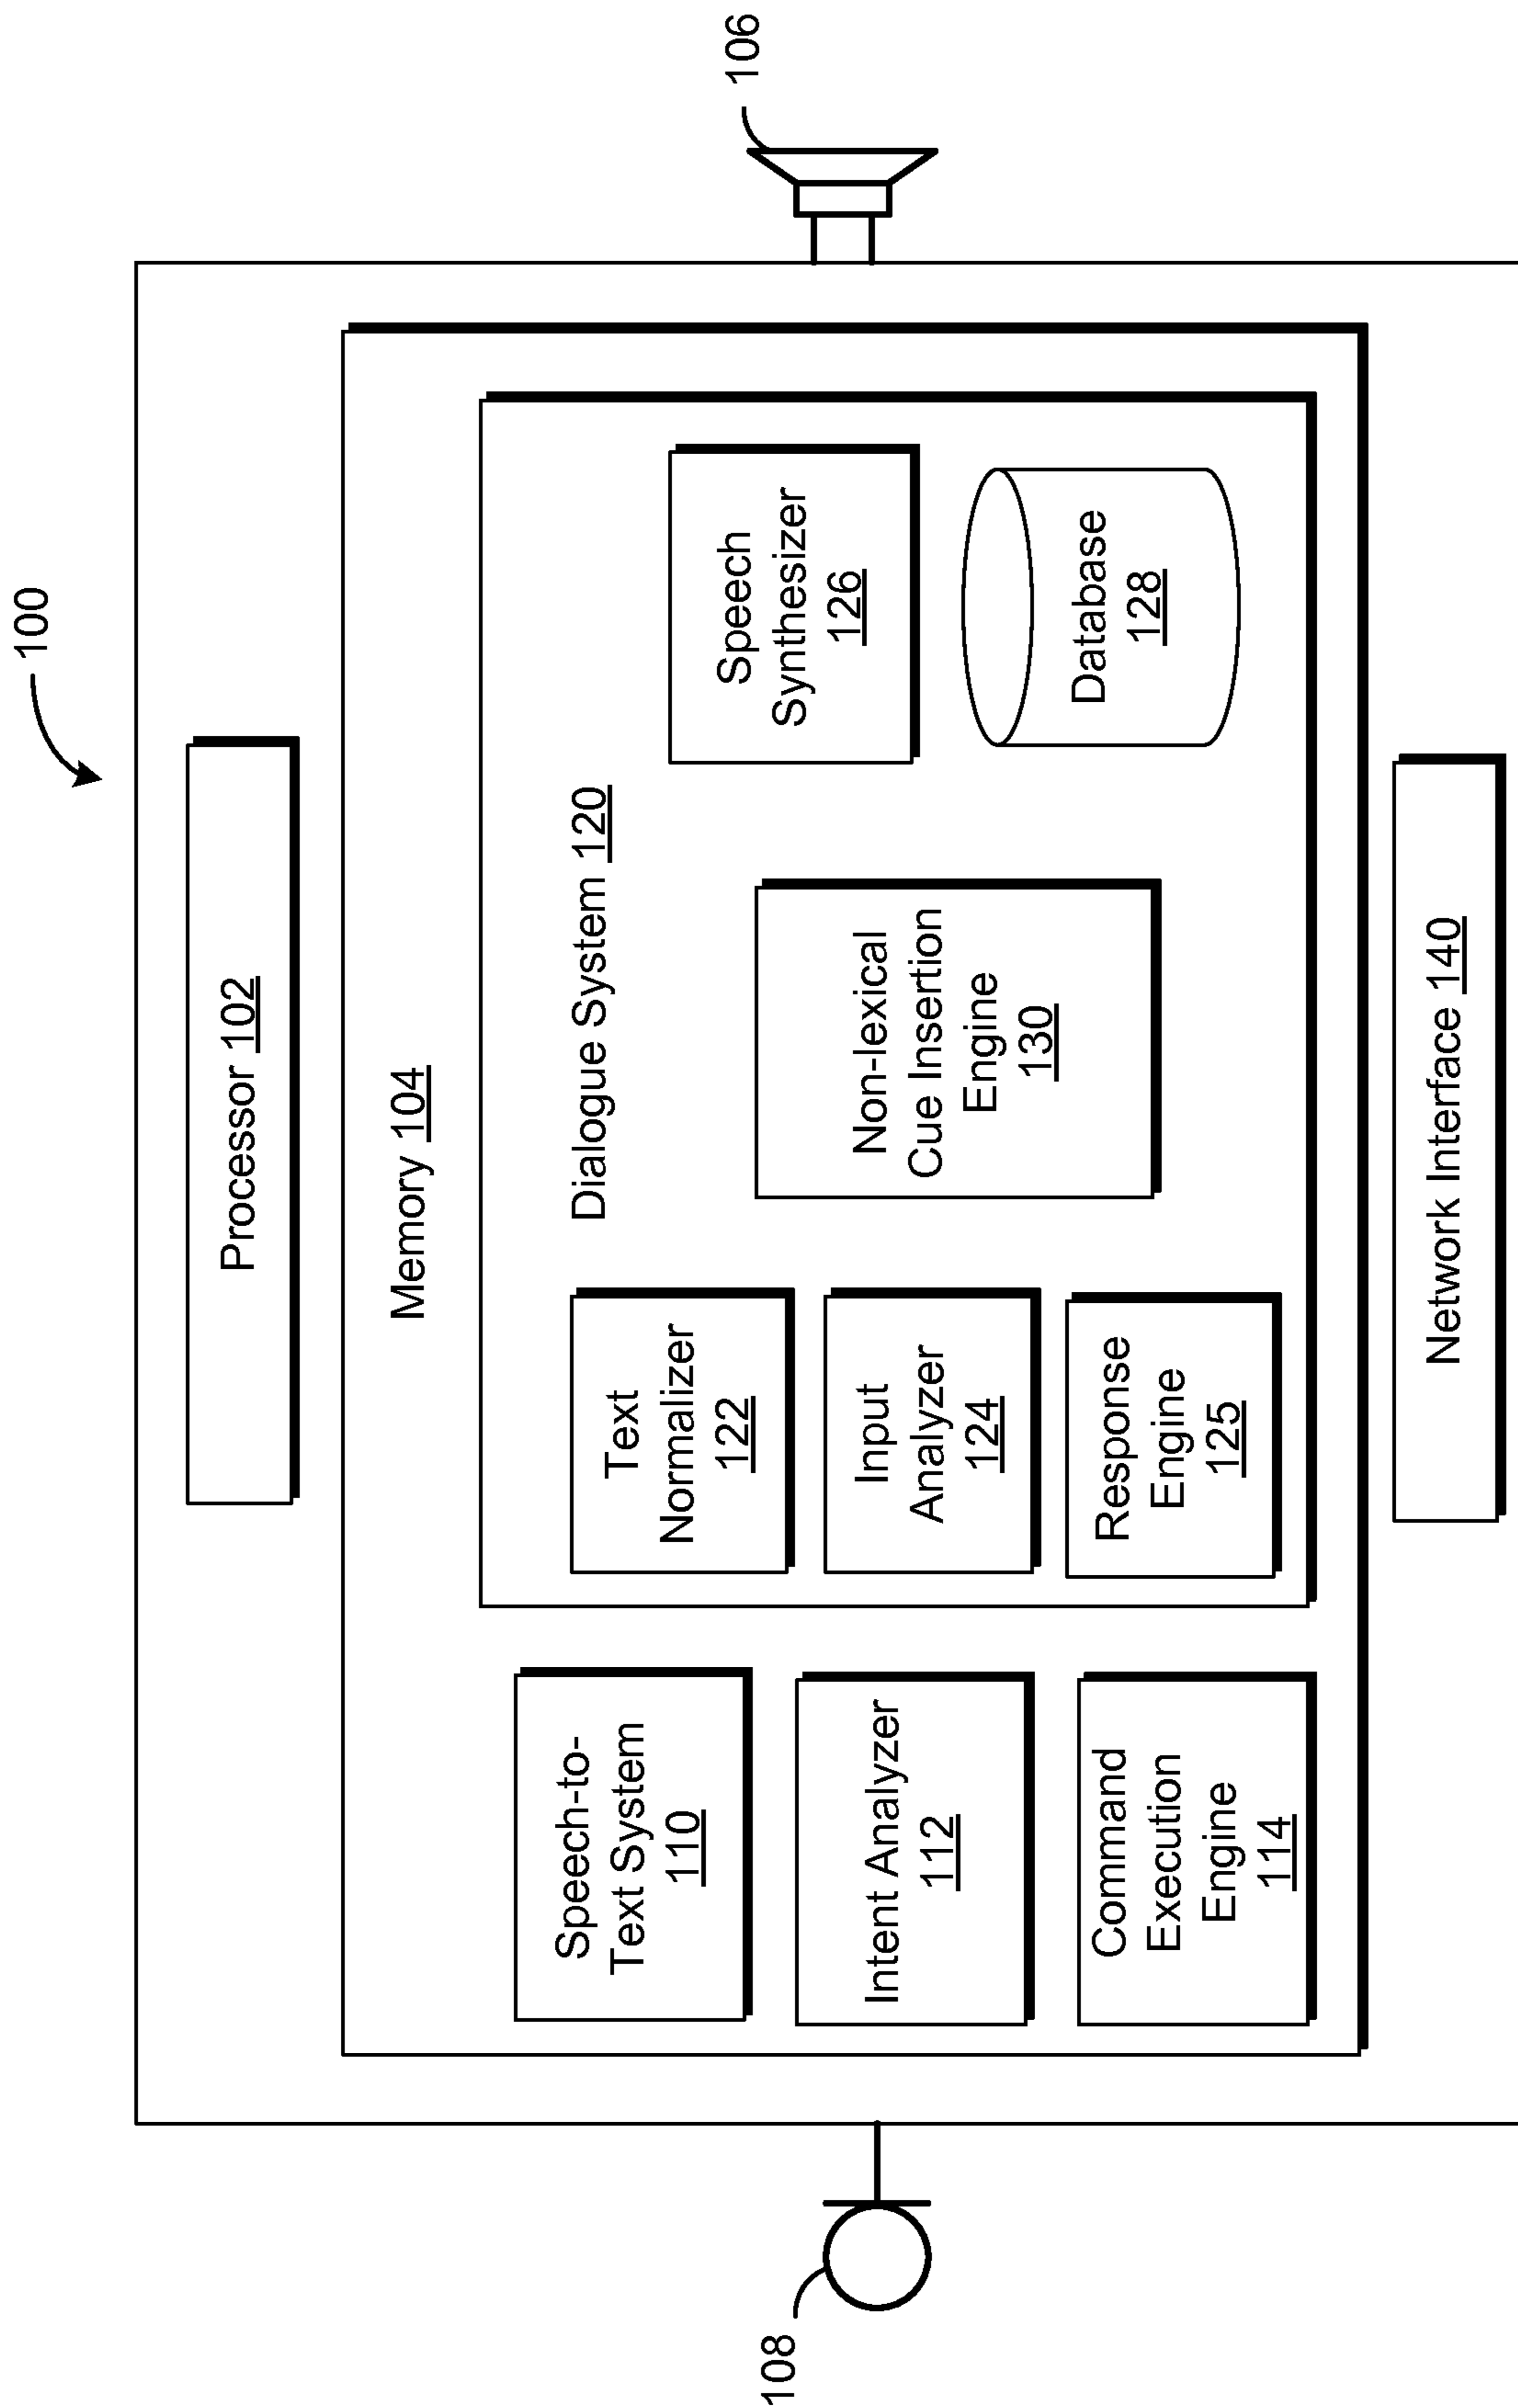 100
Processor 102
Memory 104
Speech-to-
Text System
110
Intent Analyzer
112
Command
Execution
Engine
114
Dialogue System 120
Text
Normalizer
122
Input
Analyzer
124
Response
Engine
125
Non-lexical
Cue Insertion
Engine
130
Speech
Synthesizer
126
Database
128
Network Interface 140
108
106